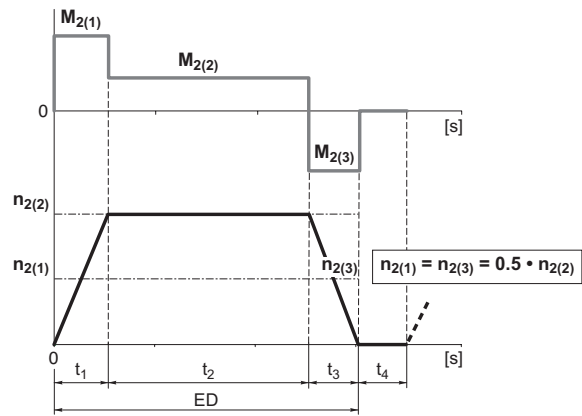 M2(1)
M2(2)
0
[s]
M2(3)
n2(2)
n2(1)
n2(3)
n2(1) = n2(3) = 0.5 • n2(2)
0
[s]
t1
t2
t3
t4
ED